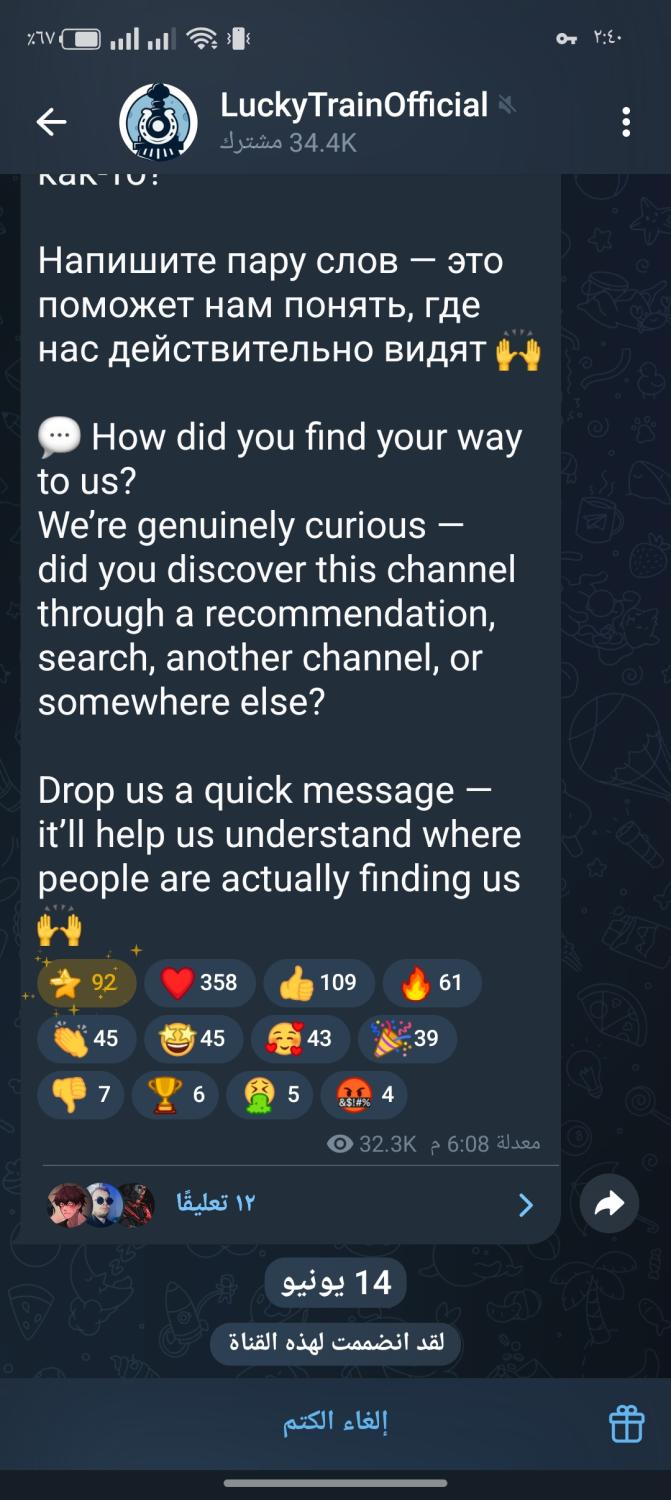 ٪٦٧
٢:٤٠
LuckyTrainOfficial
34.4K مشترك
как-то?
Напишите пару слов — это
поможет нам понять, где
нас действительно видят 🙌
💬 How did you find your way
to us?
We’re genuinely curious —
did you discover this channel
through a recommendation,
search, another channel, or
somewhere else?
Drop us a quick message —
it’ll help us understand where
people are actually finding us
🙌
⭐ 92 ❤️ 358 👍 109 🔥 61
👏 45 🤩 45 🥰 43 🎉 39
👎 7 🏆 6 🤮 5 🤬 4
32.3K معدلة 6:08 م
١٢ تعليقًا
14 يونيو
لقد انضممت لهذه القناة
إلغاء الكتم